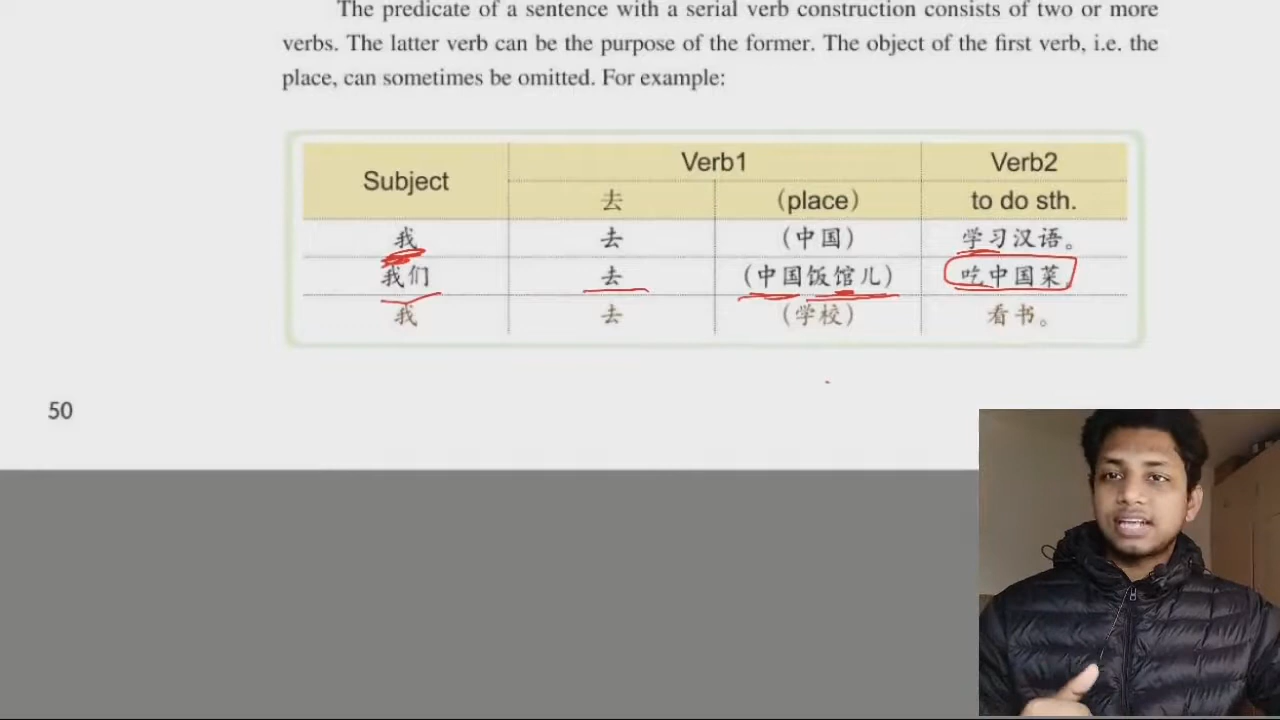 The predicate of a sentence with a serial verb construction consists of two or more
verbs. The latter verb can be the purpose of the former. The object of the first verb, i.e. the
place, can sometimes be omitted. For example:
Subject Verb1 Verb2
去 (place) to do sth.
我 去 (中国) 学习汉语。
我们 去 (中国饭馆儿) 吃中国菜。
我 去 (学校) 看书。
50